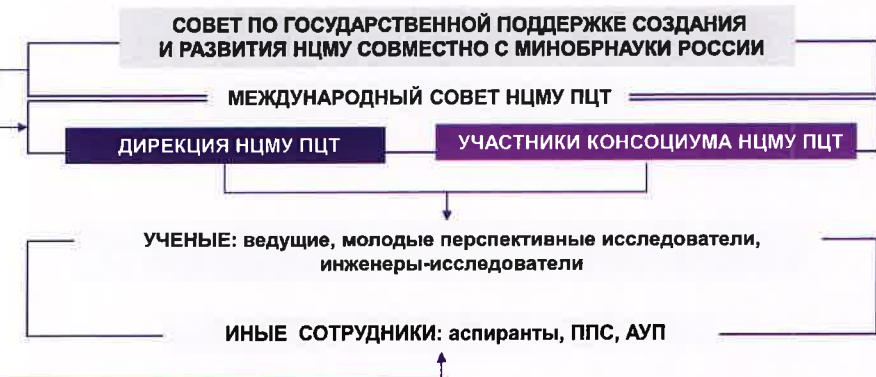 СОВЕТ ПО ГОСУДАРСТВЕННОЙ ПОДДЕРЖКЕ СОЗДАНИЯ
И РАЗВИТИЯ НЦМУ СОВМЕСТНО С МИНОБРНАУКИ РОССИИ
МЕЖДУНАРОДНЫЙ СОВЕТ НЦМУ ПЦТ
ДИРЕКЦИЯ НЦМУ ПЦТ
УЧАСТНИКИ КОНСОЦИУМА НЦМУ ПЦТ
УЧЕНЫЕ: ведущие, молодые перспективные исследователи,
инженеры-исследователи
ИНЫЕ СОТРУДНИКИ: аспиранты, ППС, АУП